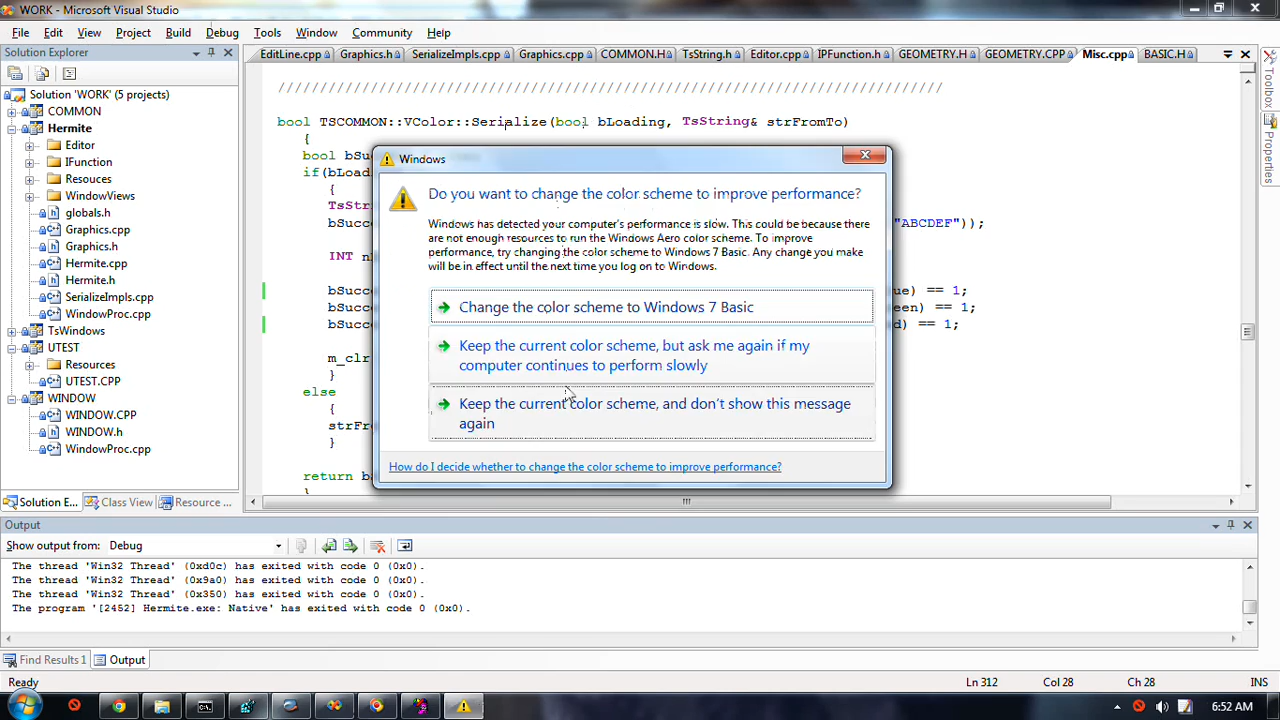 WORK - Microsoft Visual Studio
File Edit View Project Build Debug Tools Window Community Help
Solution Explorer
EditLine.cpp Graphics.h SerializeImpls.cpp Graphics.cpp COMMON.H TsString.h Editor.cpp IPFunction.h GEOMETRY.H GEOMETRY.CPP Misc.cpp BASIC.H
Toolbox
Properties
Solution 'WORK' (5 projects)
COMMON
Hermite
Editor
IFunction
Resouces
WindowViews
globals.h
Graphics.cpp
Graphics.h
Hermite.cpp
Hermite.h
SerializeImpls.cpp
WindowProc.cpp
TsWindows
UTEST
Resources
UTEST.CPP
WINDOW
WINDOW.CPP
WINDOW.h
WindowProc.cpp
Solution E... Class View Resource ...
////////////////////////////////////////////////////////////////////////////////
bool TSCOMMON::VColor::Serialize(bool bLoading, TsString& strFromTo)
{
bool bSu
if(bLoa
{
TsStr
bSucc "ABCDEF"));
INT n
bSucc ue) == 1;
bSucc een) == 1;
bSucc d) == 1;
m_clr
}
else
{
strFr
}
return b
Windows
Do you want to change the color scheme to improve performance?
Windows has detected your computer's performance is slow. This could be because there
are not enough resources to run the Windows Aero color scheme. To improve
performance, try changing the color scheme to Windows 7 Basic. Any change you make
will be in effect until the next time you log on to Windows.
Change the color scheme to Windows 7 Basic
Keep the current color scheme, but ask me again if my
computer continues to perform slowly
Keep the current color scheme, and don't show this message
again
How do I decide whether to change the color scheme to improve performance?
Output
Show output from: Debug
The thread 'Win32 Thread' (0xd0c) has exited with code 0 (0x0).
The thread 'Win32 Thread' (0x9a0) has exited with code 0 (0x0).
The thread 'Win32 Thread' (0x350) has exited with code 0 (0x0).
The program '[2452] Hermite.exe: Native' has exited with code 0 (0x0).
Find Results 1 Output
Ready Ln 312 Col 28 Ch 28 INS
6:52 AM